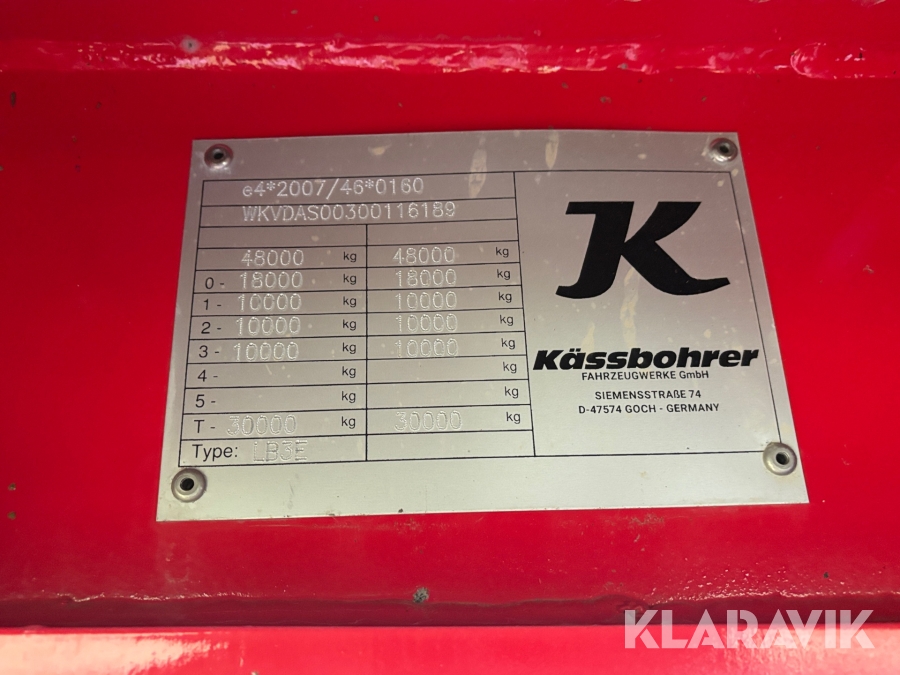 e4*2007/46*0160
WKVDAS00300116189
48000 kg 48000 kg
0 - 18000 kg 18000 kg
1 - 10000 kg 10000 kg
2 - 10000 kg 10000 kg
3 - 10000 kg 10000 kg
4 - kg kg
5 - kg kg
T - 30000 kg 30000 kg
Type: LB3E
K
Kässbohrer
FAHRZEUGWERKE GmbH
SIEMENSSTRAßE 74
D-47574 GOCH - GERMANY
KLARAVIK